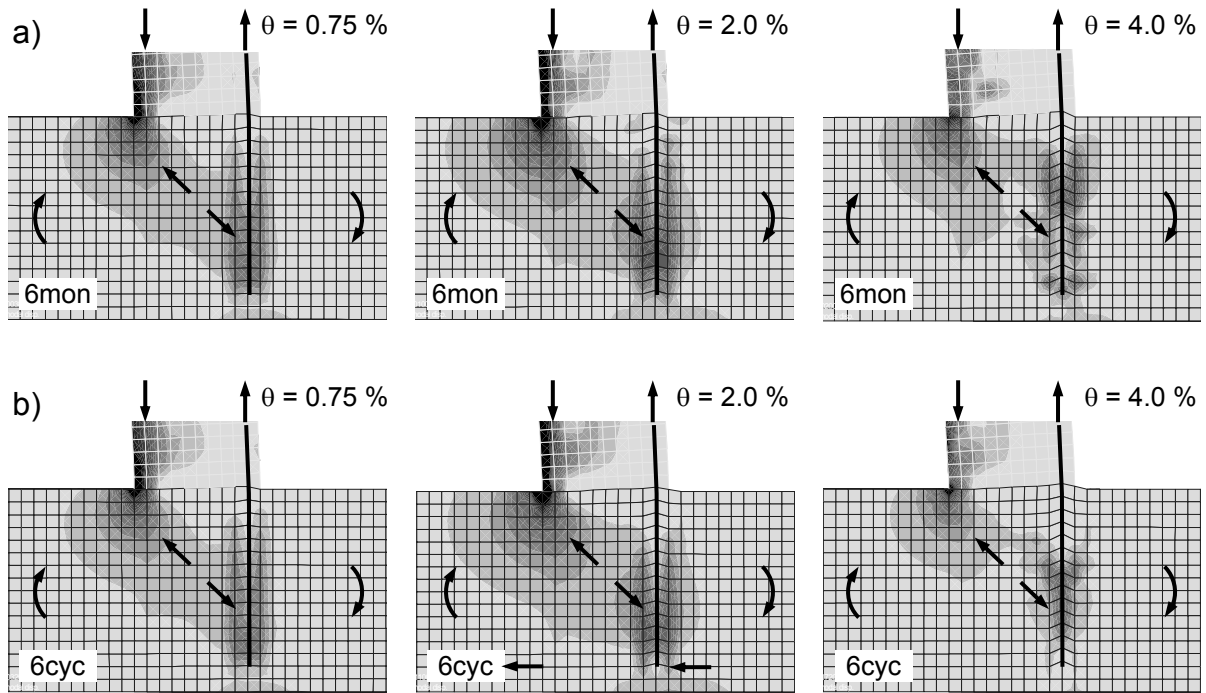 a)
θ = 0.75 %
θ = 2.0 %
θ = 4.0 %
6mon
6mon
6mon
b)
θ = 0.75 %
θ = 2.0 %
θ = 4.0 %
6cyc
6cyc
6cyc